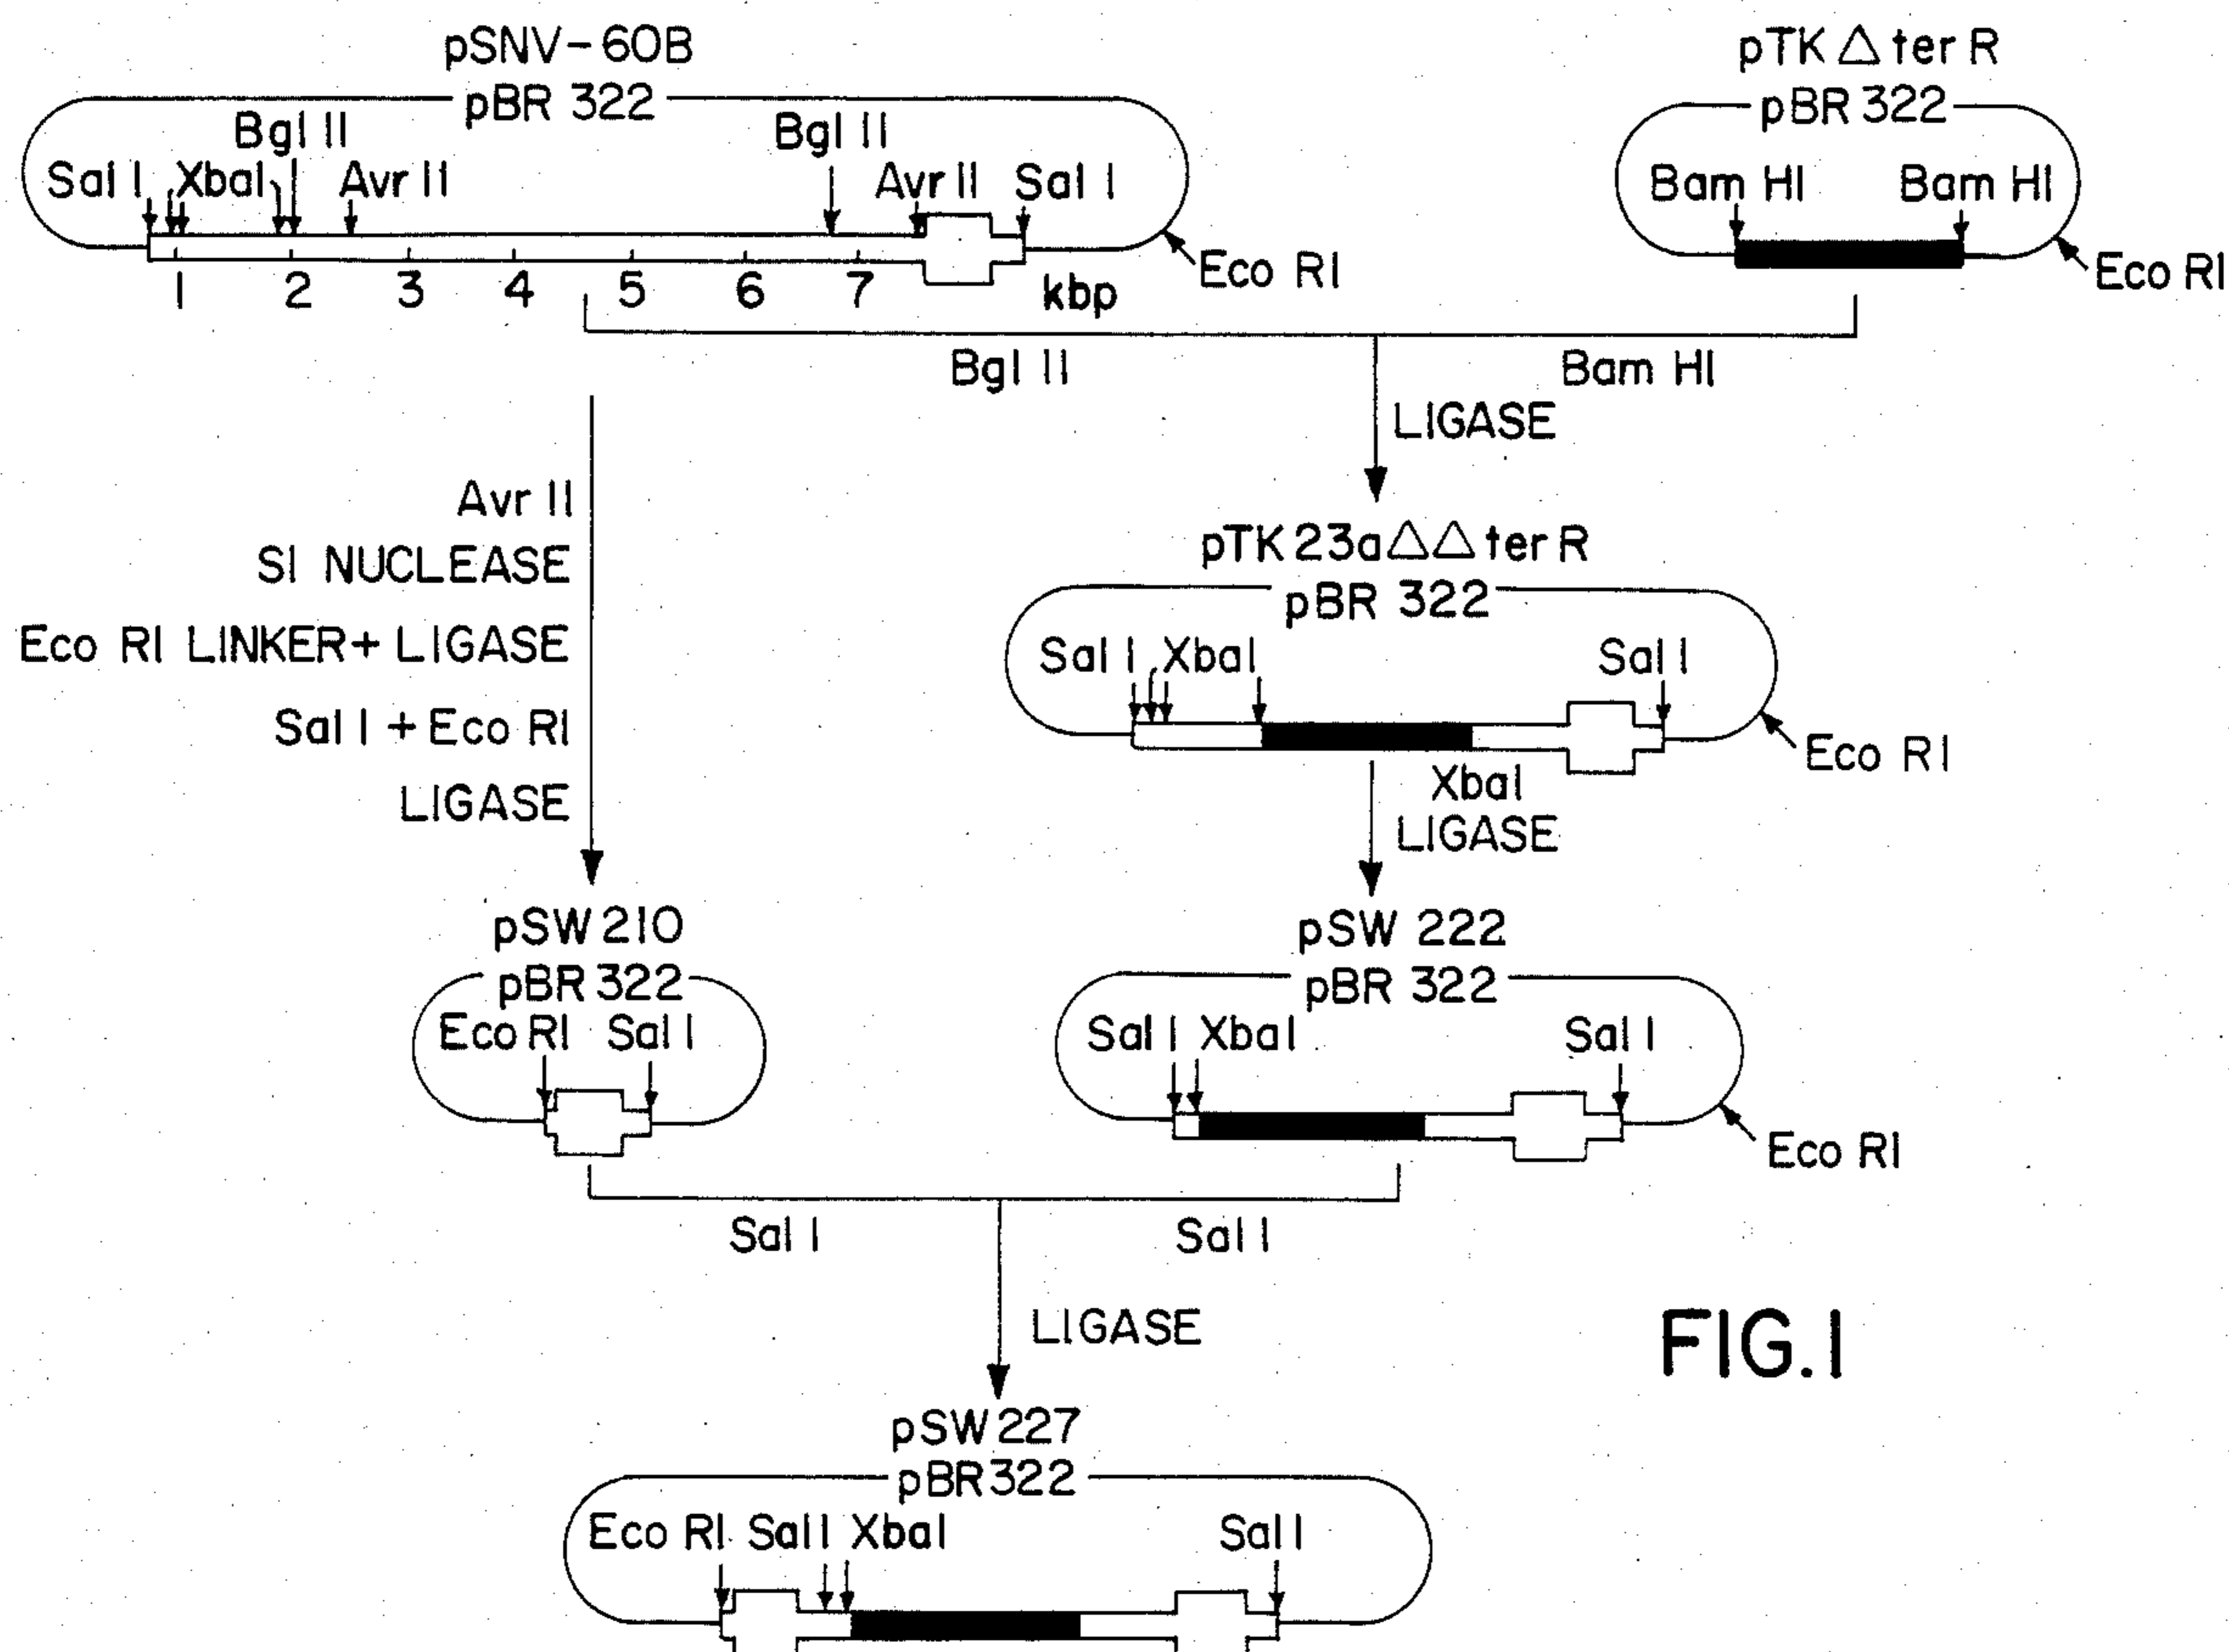 pSNV-60B
pBR 322
Bgl II
Bgl II
Sal I
XbaI
Avr II
Avr II
Sal I
1 2 3 4 5 6 7 kbp
Eco RI
pTK △ ter R
pBR 322
Bam HI
Bam HI
Eco RI
Bgl II
Bam HI
LIGASE
Avr II
SI NUCLEASE
Eco RI LINKER+ LIGASE
Sal I + Eco RI
LIGASE
pTK 23a△△ter R
pBR 322
Sal I
XbaI
Sal I
Eco RI
XbaI
LIGASE
pSW 210
pBR 322
Eco RI
Sal I
pSW 222
pBR 322
Sal I
XbaI
Sal I
Eco RI
Sal I
Sal I
LIGASE
FIG. 1
pSW 227
pBR 322
Eco RI
Sal I
XbaI
Sal I